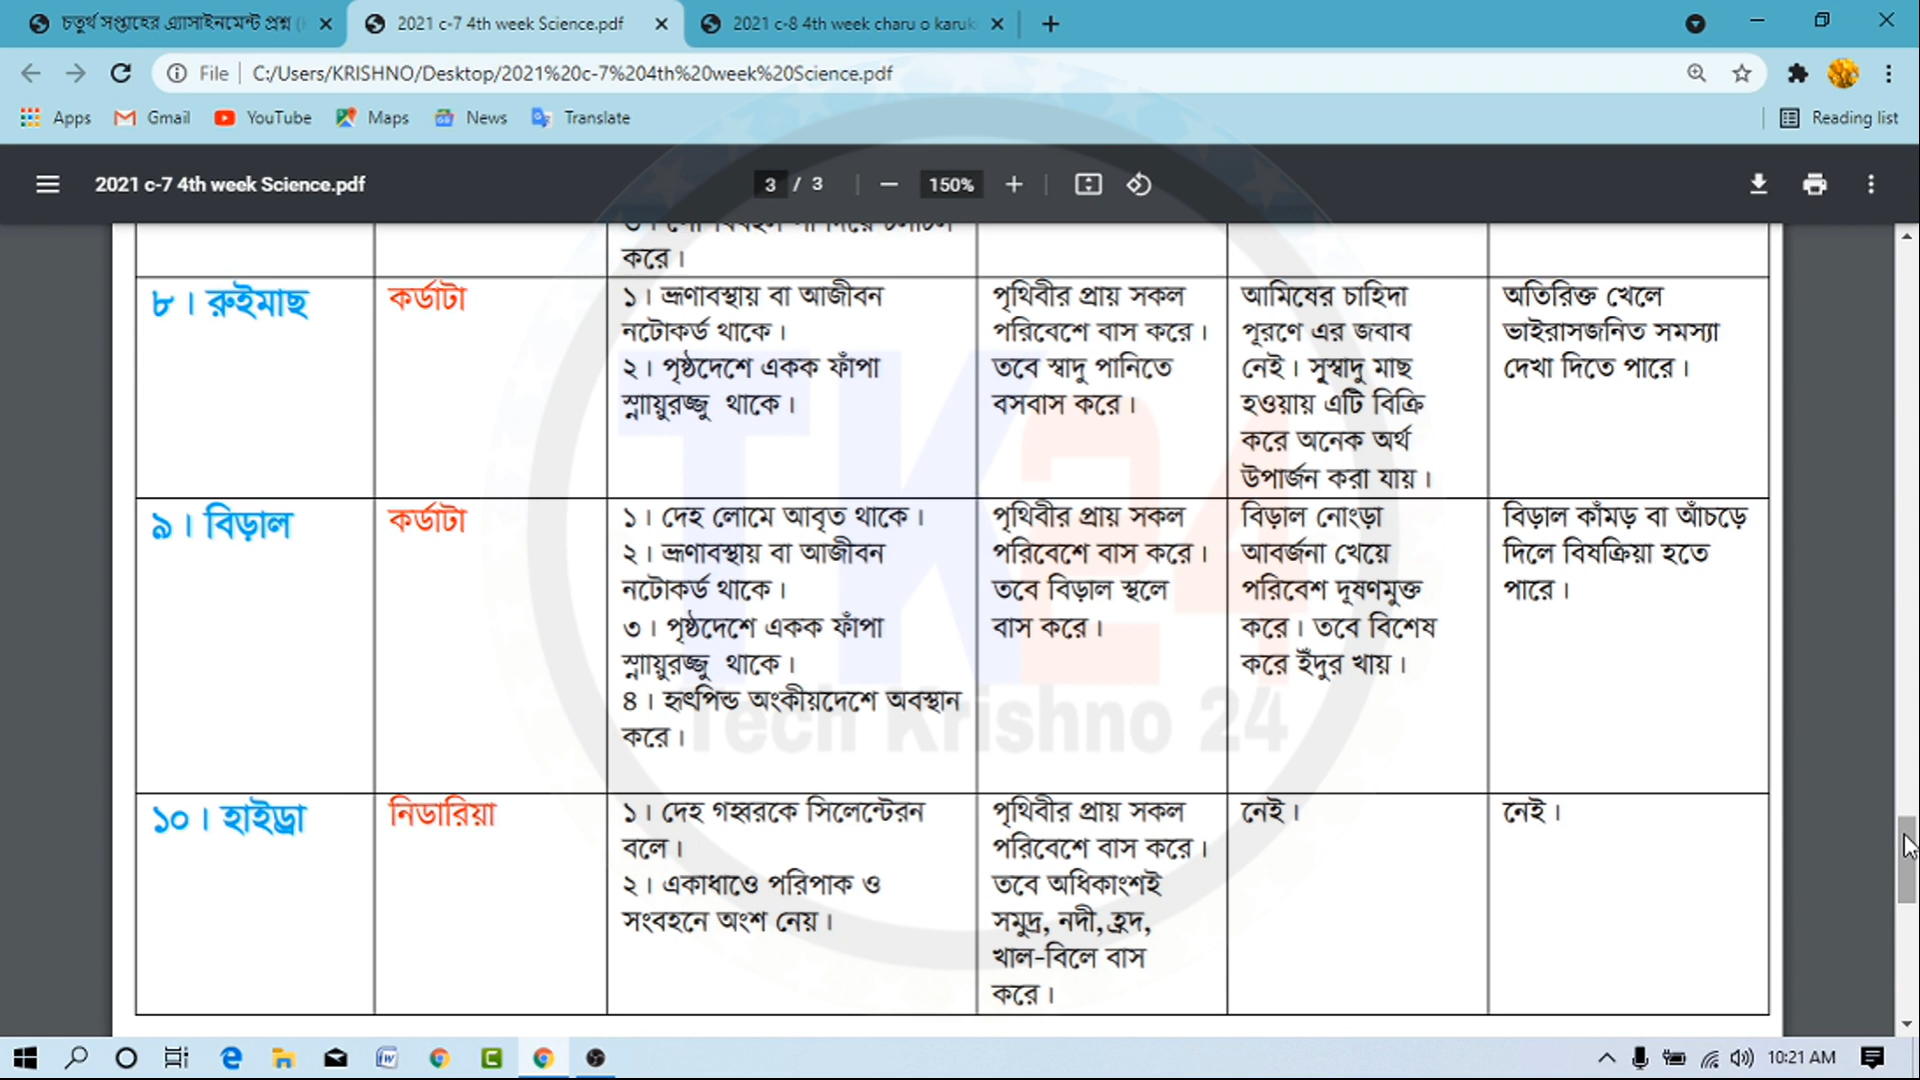 চতুর্থ সপ্তাহের এ্যাসাইনমেন্ট প্রশ্ন
2021 c-7 4th week Science.pdf
2021 c-8 4th week charu o karuk
File
C:/Users/KRISHNO/Desktop/2021%20c-7%204th%20week%20Science.pdf
Apps
Gmail
YouTube
Maps
News
Translate
Reading list
2021 c-7 4th week Science.pdf
3 / 3
150%
করে।
৮। রুইমাছ
কর্ডাটা
১। ভ্রূণাবস্থায় বা আজীবন
নটোকর্ড থাকে।
২। পৃষ্ঠদেশে একক ফাঁপা
স্নায়ুরজ্জু থাকে।
পৃথিবীর প্রায় সকল
পরিবেশে বাস করে।
তবে স্বাদু পানিতে
বসবাস করে।
আমিষের চাহিদা
পূরণে এর জবাব
নেই। সুস্বাদু মাছ
হওয়ায় এটি বিক্রি
করে অনেক অর্থ
উপার্জন করা যায়।
অতিরিক্ত খেলে
ভাইরাসজনিত সমস্যা
দেখা দিতে পারে।
৯। বিড়াল
কর্ডাটা
১। দেহ লোমে আবৃত থাকে।
২। ভ্রূণাবস্থায় বা আজীবন
নটোকর্ড থাকে।
৩। পৃষ্ঠদেশে একক ফাঁপা
স্নায়ুরজ্জু থাকে।
৪। হৃৎপিন্ড অংকীয়দেশে অবস্থান
করে।
পৃথিবীর প্রায় সকল
পরিবেশে বাস করে।
তবে বিড়াল স্থলে
বাস করে।
বিড়াল নোংড়া
আবর্জনা খেয়ে
পরিবেশ দূষণমুক্ত
করে। তবে বিশেষ
করে ইঁদুর খায়।
বিড়াল কাঁমড় বা আঁচড়ে
দিলে বিষক্রিয়া হতে
পারে।
১০। হাইড্রা
নিডারিয়া
১। দেহ গহ্বরকে সিলেন্টেরন
বলে।
২। একাধাওে পরিপাক ও
সংবহনে অংশ নেয়।
পৃথিবীর প্রায় সকল
পরিবেশে বাস করে।
তবে অধিকাংশই
সমুদ্র, নদী, হ্রদ,
খাল-বিলে বাস
করে।
নেই।
নেই।
TK24
Tech Krishno 24
10:21 AM